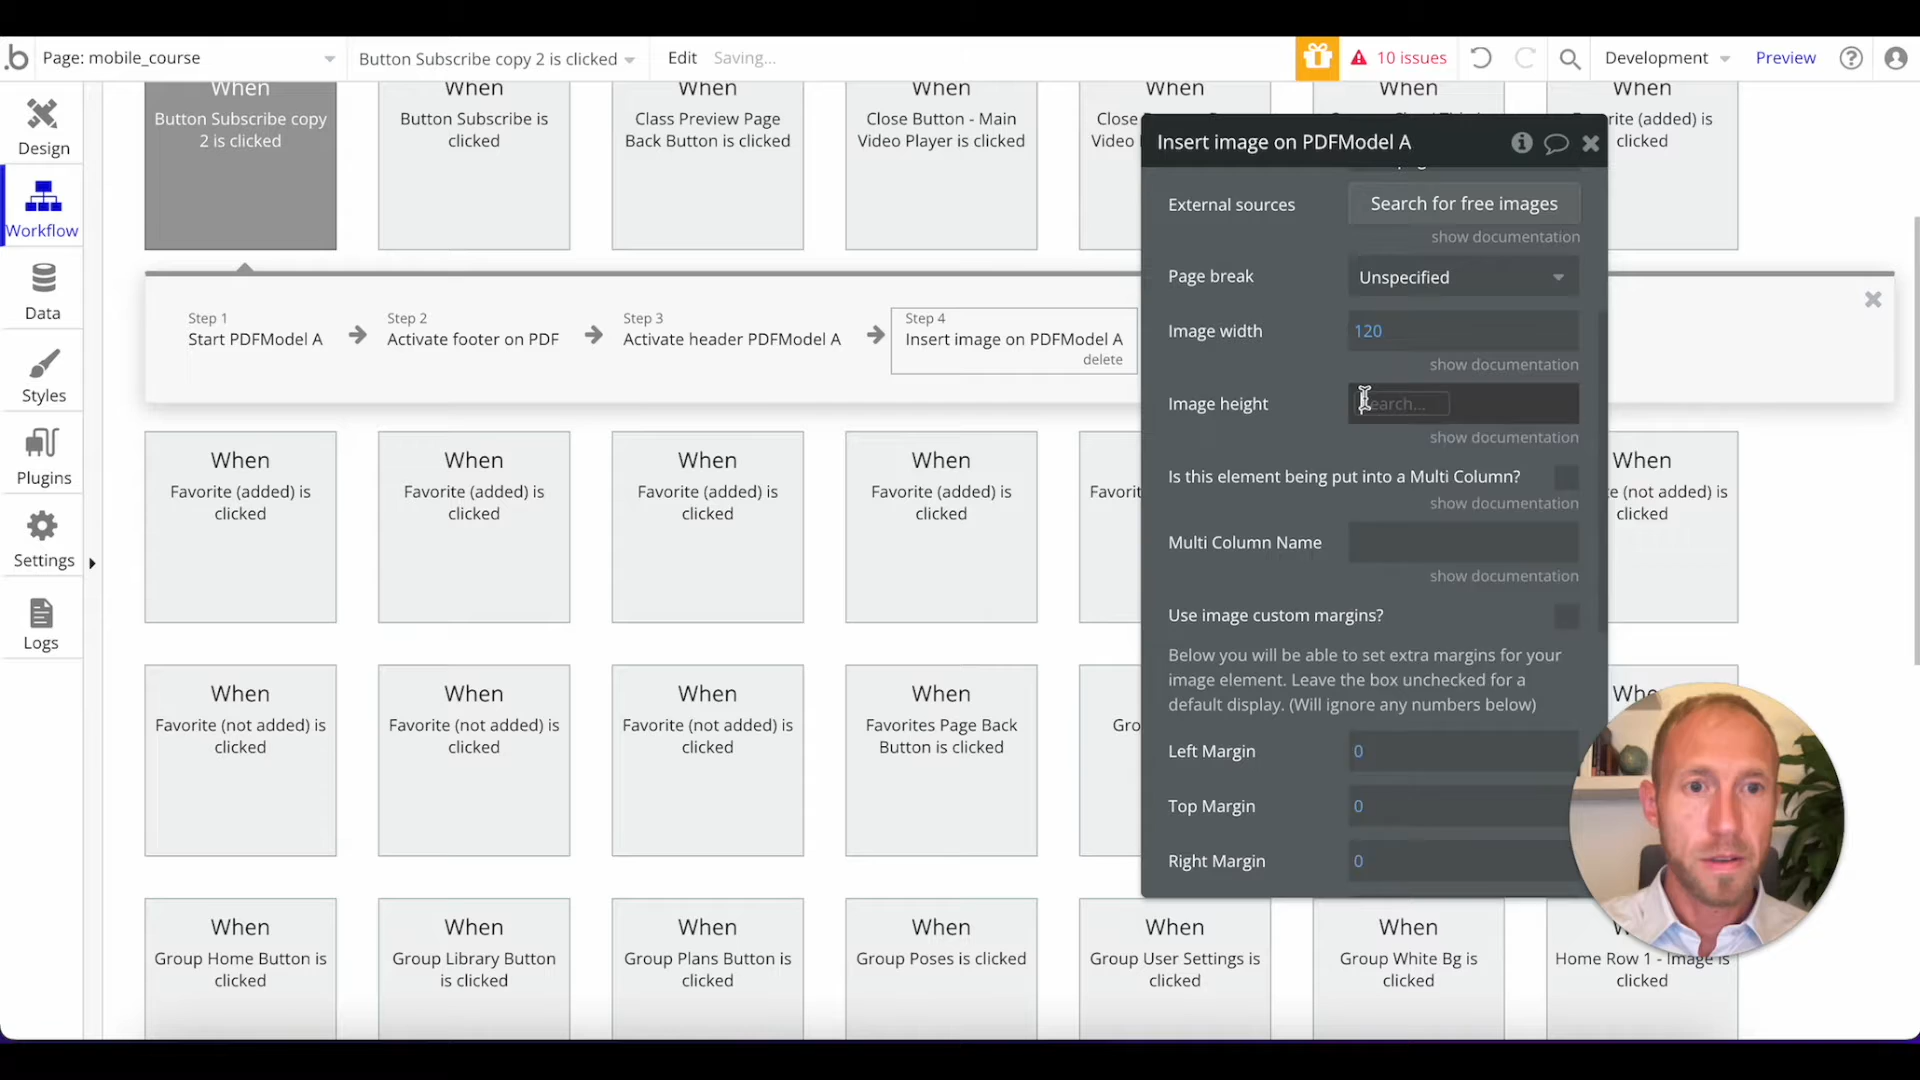 .b
Page: mobile_course
Button Subscribe copy 2 is clicked
Edit
Saving...
10 issues
Development
Preview
?
Design
Workflow
Data
Styles
Plugins
Settings
Logs
When
Button Subscribe copy
2 is clicked
When
Button Subscribe is
clicked
When
Class Preview Page
Back Button is clicked
When
Close Button - Main
Video Player is clicked
When
Close
Video
When
When
(added) is
clicked
Step 1
Start PDFModel A
Step 2
Activate footer on PDF
Step 3
Activate header PDFModel A
Step 4
Insert image on PDFModel A
delete
Insert image on PDFModel A
External sources
Search for free images
show documentation
Page break
Unspecified
Image width
120
show documentation
Image height
earch...
show documentation
Is this element being put into a Multi Column?
show documentation
Multi Column Name
show documentation
Use image custom margins?
Below you will be able to set extra margins for your
image element. Leave the box unchecked for a
default display. (Will ignore any numbers below)
Left Margin
0
Top Margin
0
Right Margin
0
When
Favorite (added) is
clicked
When
Favorite (added) is
clicked
When
Favorite (added) is
clicked
When
Favorite (added) is
clicked
Favorit
When
(not added) is
clicked
When
Favorite (not added) is
clicked
When
Favorite (not added) is
clicked
When
Favorite (not added) is
clicked
When
Favorites Page Back
Button is clicked
Gro
When
Group Home Button is
clicked
When
Group Library Button
is clicked
When
Group Plans Button is
clicked
When
Group Poses is clicked
When
Group User Settings is
clicked
When
Group White Bg is
clicked
Home Row 1 - Image is
clicked